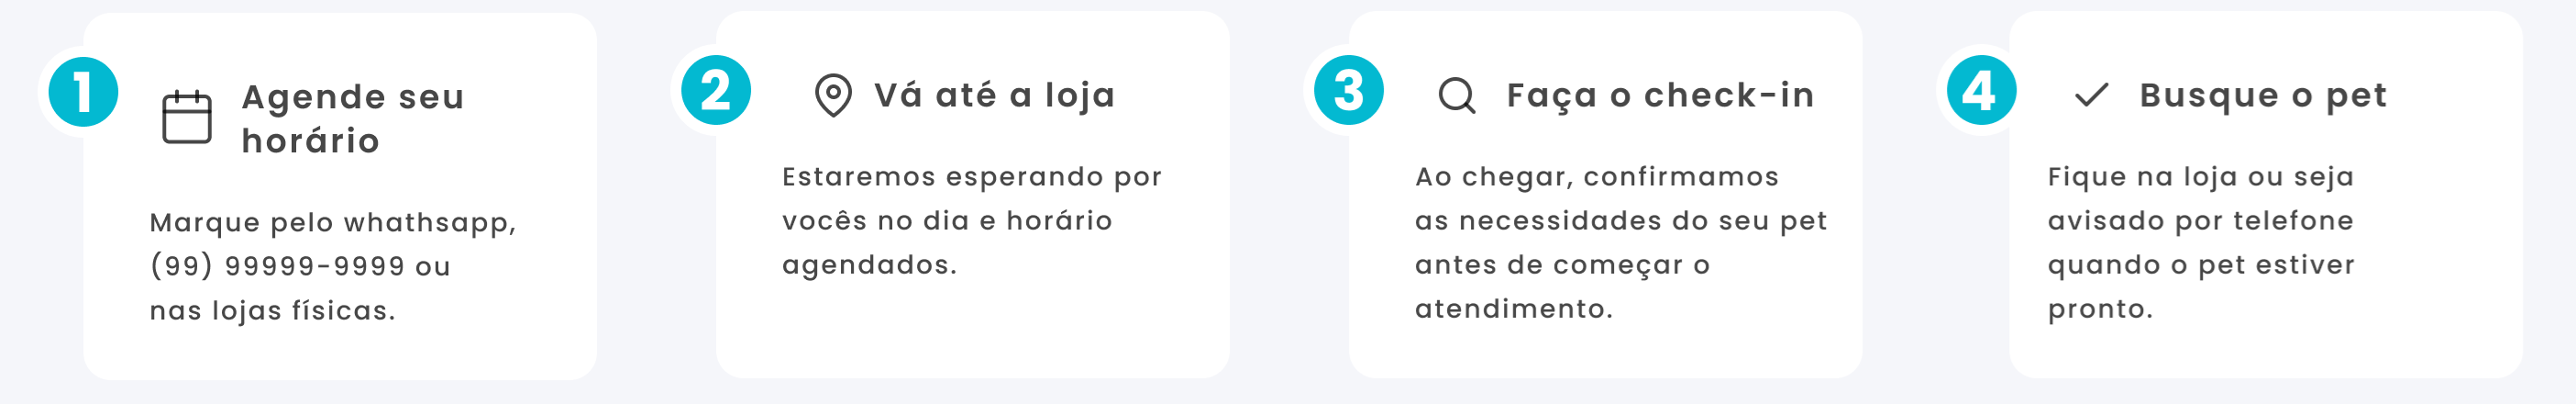 1
Agende seu
horário
Marque pelo whathsapp,
(99) 99999-9999 ou
nas lojas físicas.
2
Vá até a loja
Estaremos esperando por
vocês no dia e horário
agendados.
3
Faça o check-in
Ao chegar, confirmamos
as necessidades do seu pet
antes de começar o
atendimento.
4
Busque o pet
Fique na loja ou seja
avisado por telefone
quando o pet estiver
pronto.